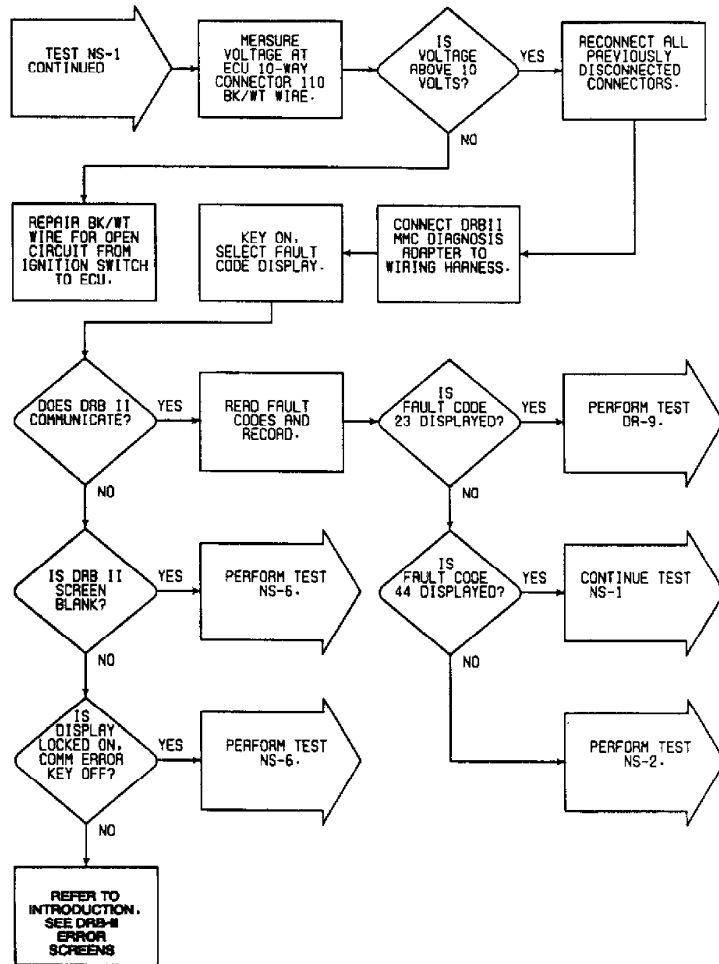 TEST NS-1
CONTINUED
MEASURE
VOLTAGE AT
ECU 10-WAY
CONNECTOR 110
BK/WT WIRE.
IS
VOLTAGE
ABOVE 10
VOLTS?
YES
RECONNECT ALL
PREVIOUSLY
DISCONNECTED
CONNECTORS.
NO
REPAIR BK/WT
WIRE FOR OPEN
CIRCUIT FROM
IGNITION SWITCH
TO ECU.
KEY ON,
SELECT FAULT
CODE DISPLAY.
CONNECT DRBII
MMC DIAGNOSIS
ADAPTER TO
WIRING HARNESS.
DOES DRB II
COMMUNICATE?
YES
READ FAULT
CODES AND
RECORD.
IS
FAULT CODE
23 DISPLAYED?
YES
PERFORM TEST
DR-9.
NO
NO
IS DRB II
SCREEN
BLANK?
YES
PERFORM TEST
NS-6.
IS
FAULT CODE
44 DISPLAYED?
YES
CONTINUE TEST
NS-1
NO
NO
IS
DISPLAY
LOCKED ON,
COMM ERROR
KEY OFF?
YES
PERFORM TEST
NS-6.
PERFORM TEST
NS-2.
NO
REFER TO
INTRODUCTION.
SEE DRB-II
ERROR
SCREENS